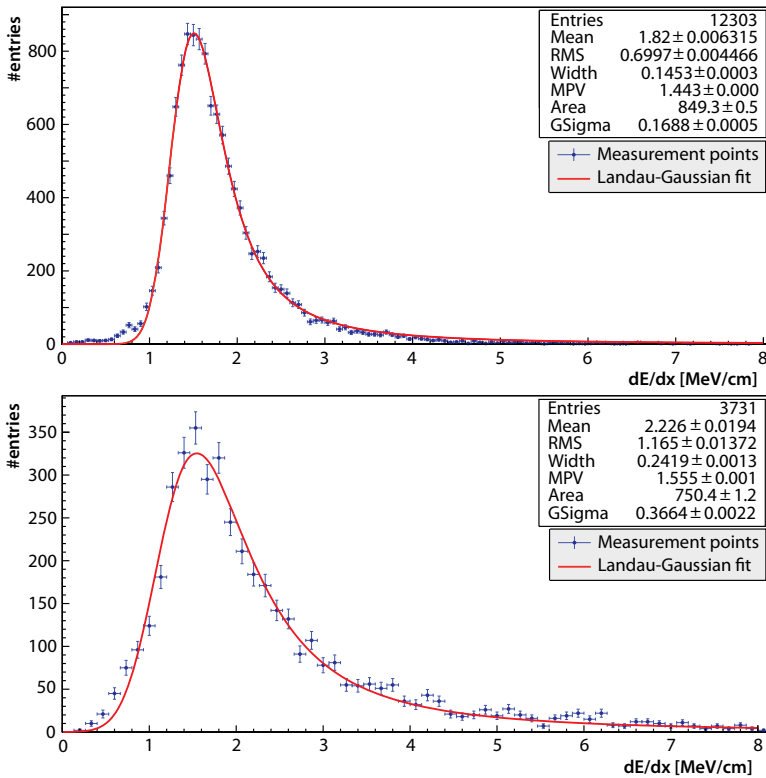 #entries
800
600
400
200
0
0 1 2 3 4 5 6 7 8
dE/dx [MeV/cm]
Entries 12303
Mean 1.82 ± 0.006315
RMS 0.6997 ± 0.004466
Width 0.1453 ± 0.0003
MPV 1.443 ± 0.000
Area 849.3 ± 0.5
GSigma 0.1688 ± 0.0005
Measurement points
Landau-Gaussian fit
#entries
350
300
250
200
150
100
50
0
0 1 2 3 4 5 6 7 8
dE/dx [MeV/cm]
Entries 3731
Mean 2.226 ± 0.0194
RMS 1.165 ± 0.01372
Width 0.2419 ± 0.0013
MPV 1.555 ± 0.001
Area 750.4 ± 1.2
GSigma 0.3664 ± 0.0022
Measurement points
Landau-Gaussian fit